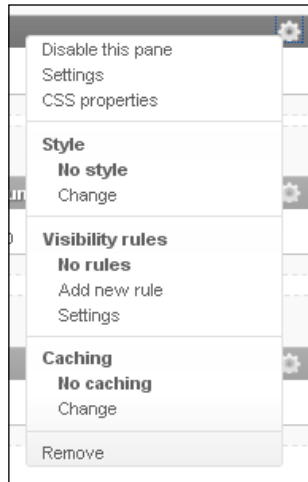 Disable this pane
Settings
CSS properties
Style
No style
Change
Visibility rules
No rules
Add new rule
Settings
Caching
No caching
Change
Remove